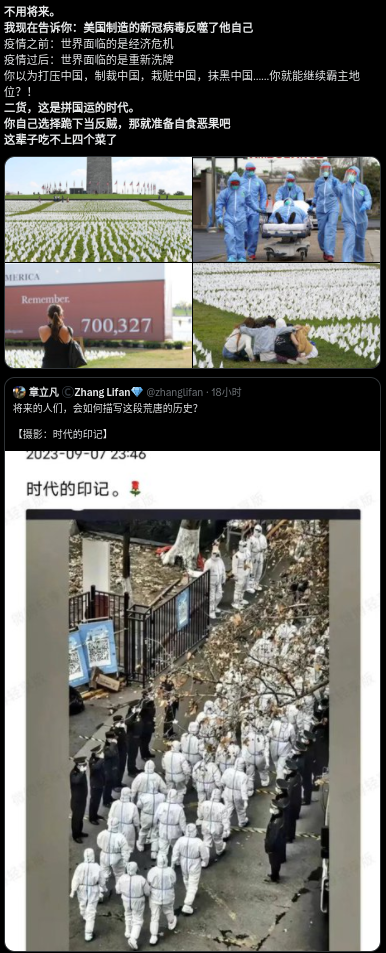 不用将来。
我现在告诉你：美国制造的新冠病毒反噬了他自己
疫情之前：世界面临的是经济危机
疫情过后：世界面临的是重新洗牌
你以为打压中国，制裁中国，栽赃中国，抹黑中国......你就能继续霸主地
位？！
二货，这是拼国运的时代。
你自己选择跪下当反贼，那就准备自食恶果吧
这辈子吃不上四个菜了
MERICA
Remember.
700,327
章立凡 ⒸZhang Lifan💎 @zhanglifan · 18小时
将来的人们，会如何描写这段荒唐的历史？
【摄影：时代的印记】
2023-09-07 23:46
时代的印记。🌹